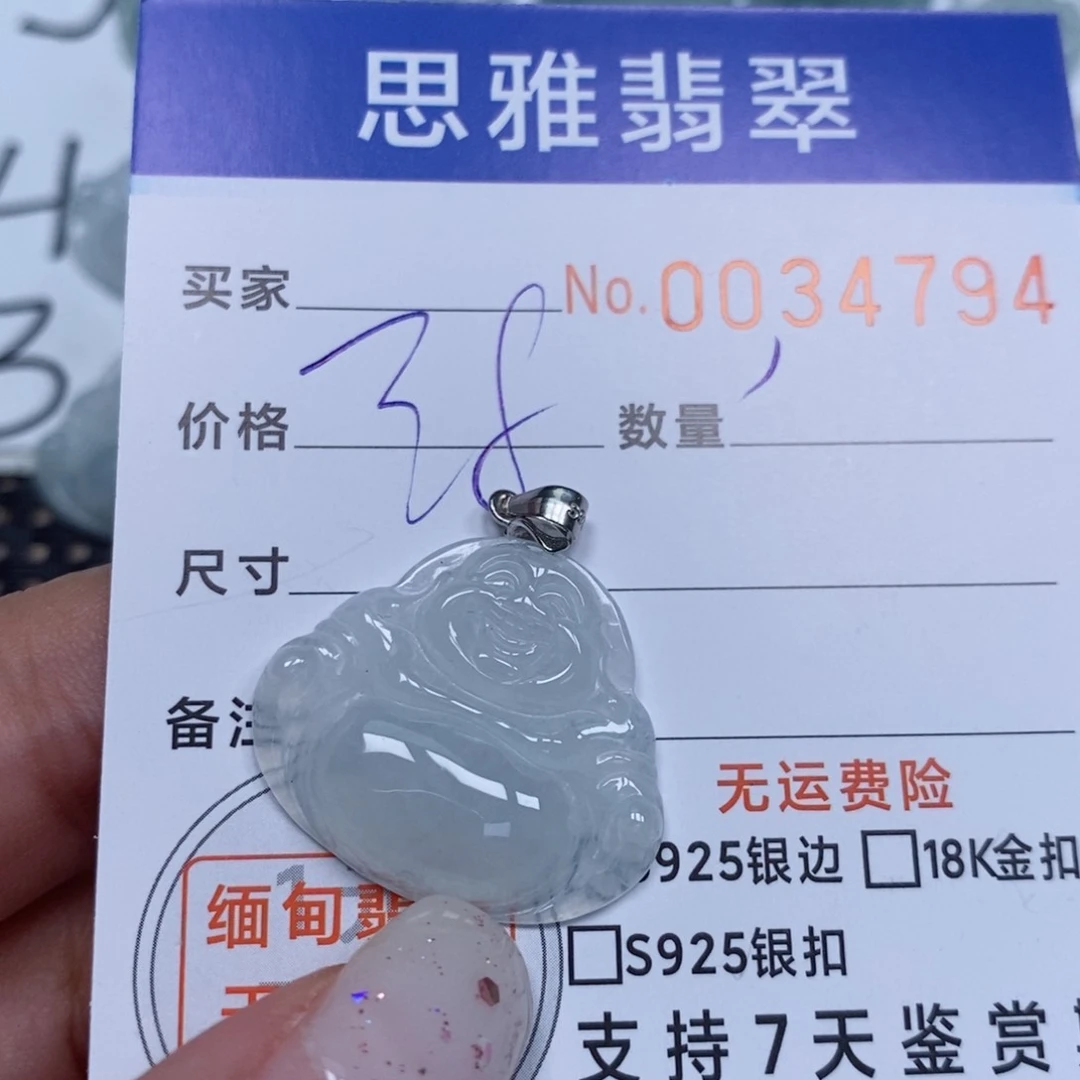 思雅翡翠
买家 No.0034794
价格 38 数量 1
尺寸
备注
无运费险
S925银边 □18K金扣
□S925银扣
缅甸翡
支持7天鉴赏